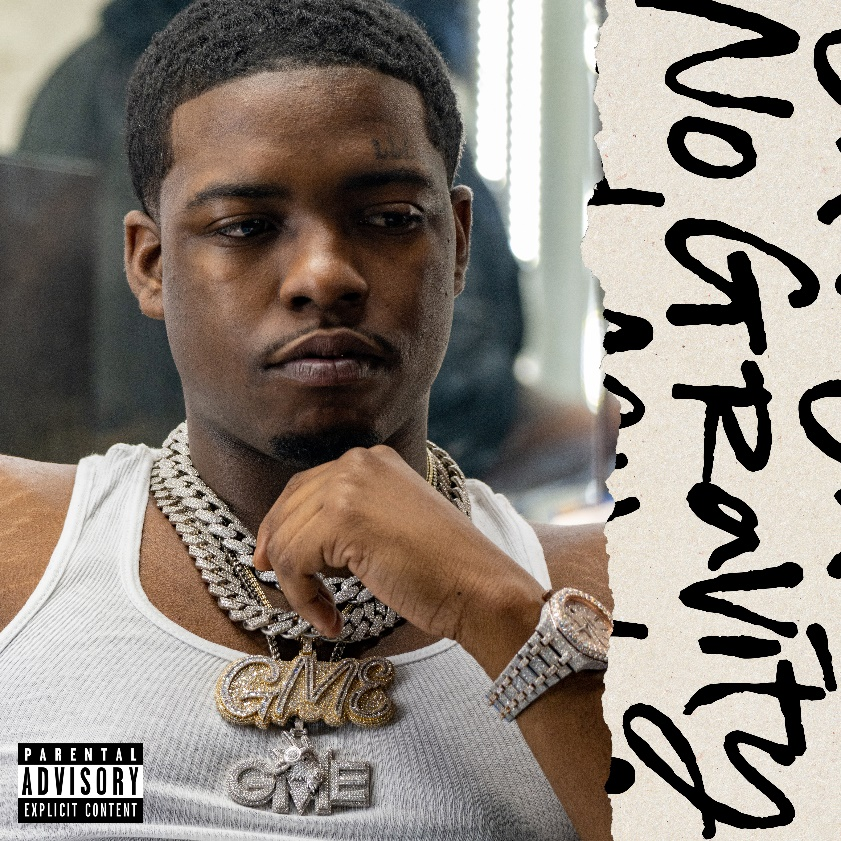 GME
GME
PARENTAL
ADVISORY
EXPLICIT CONTENT
No GRaVity